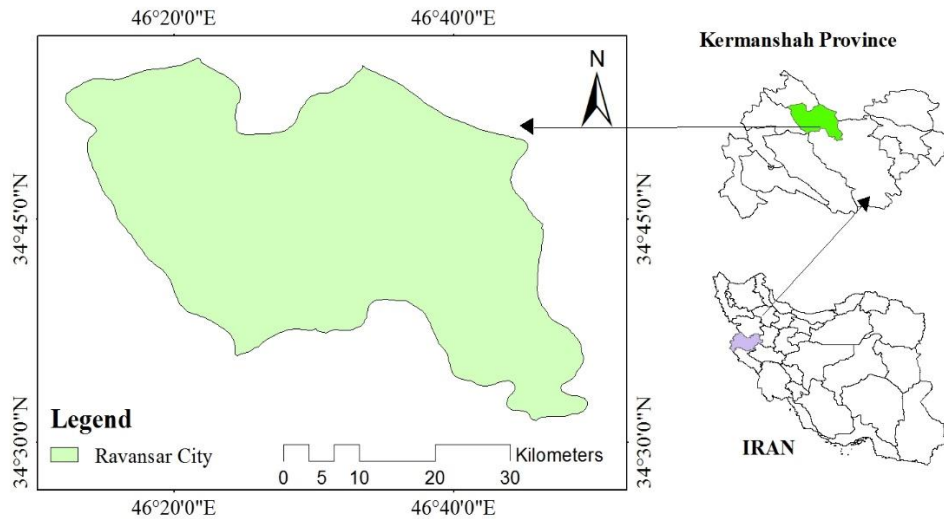 46°20'0"E
46°40'0"E
Kermanshah Province
N
34°45'0"N
34°45'0"N
34°30'0"N
34°30'0"N
Legend
Ravansar City
Kilometers
0 5 10 20 30
IRAN
46°20'0"E
46°40'0"E